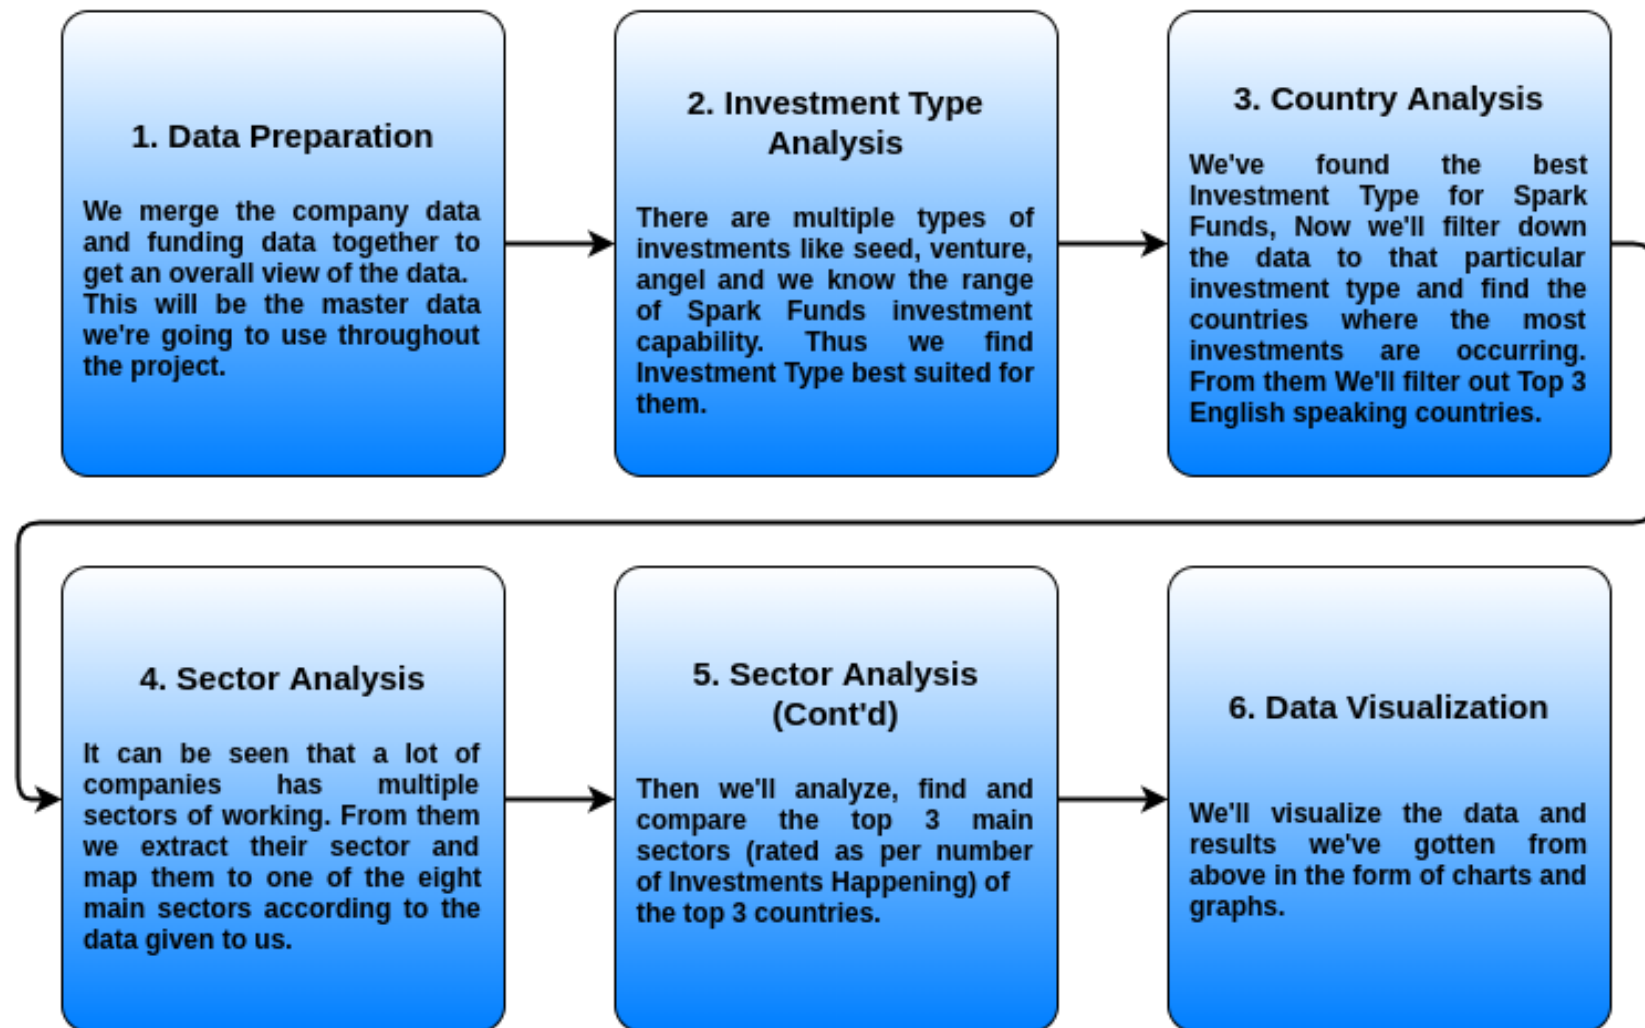 1. Data Preparation
We merge the company data
and funding data together to
get an overall view of the data.
This will be the master data
we're going to use throughout
the project.
2. Investment Type
Analysis
There are multiple types of
investments like seed, venture,
angel and we know the range
of Spark Funds investment
capability. Thus we find
Investment Type best suited for
them.
3. Country Analysis
We've found the best
Investment Type for Spark
Funds, Now we'll filter down
the data to that particular
investment type and find the
countries where the most
investments are occurring.
From them We'll filter out Top 3
English speaking countries.
4. Sector Analysis
It can be seen that a lot of
companies has multiple
sectors of working. From them
we extract their sector and
map them to one of the eight
main sectors according to the
data given to us.
5. Sector Analysis
(Cont'd)
Then we'll analyze, find and
compare the top 3 main
sectors (rated as per number
of Investments Happening) of
the top 3 countries.
6. Data Visualization
We'll visualize the data and
results we've gotten from
above in the form of charts and
graphs.